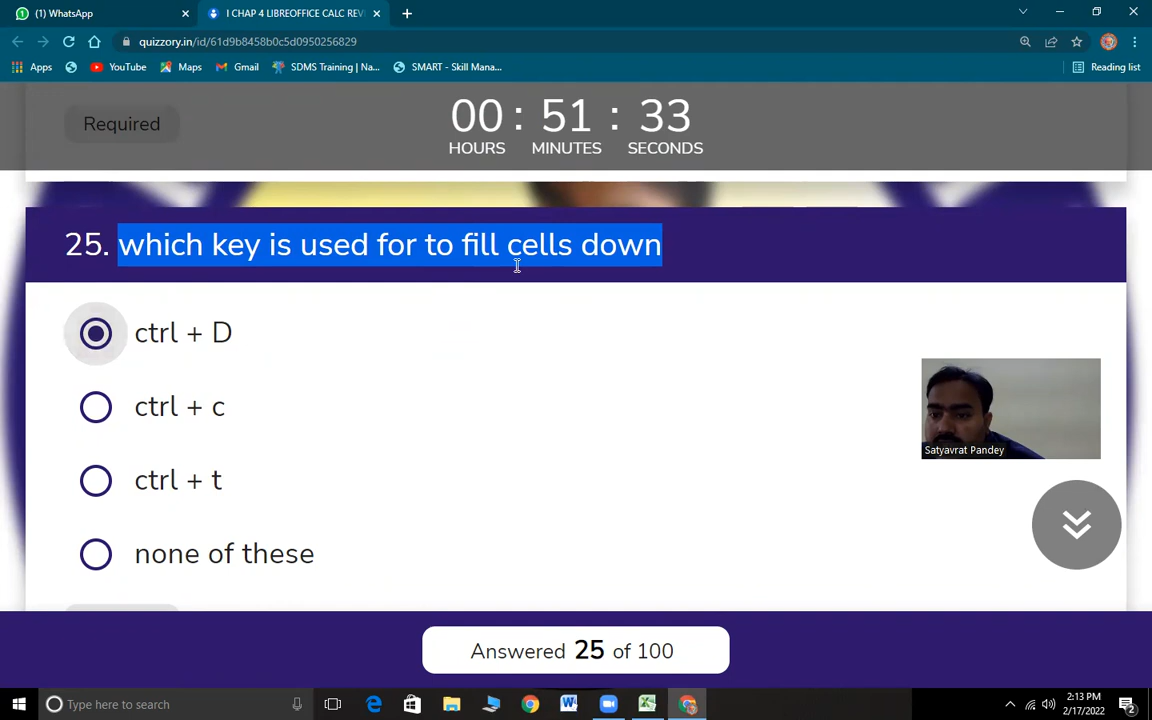 (1) WhatsApp
I CHAP 4 LIBREOFFICE CALC REV
quizzory.in/id/61d9b8458b0c5d0950256829
Apps
YouTube
Maps
Gmail
SDMS Training | Na...
SMART - Skill Mana...
Reading list
Required
00 : 51 : 33
HOURS MINUTES SECONDS
25. which key is used for to fill cells down
ctrl + D
ctrl + c
ctrl + t
none of these
Satyavrat Pandey
Answered 25 of 100
Type here to search
2:13 PM
2/17/2022
2